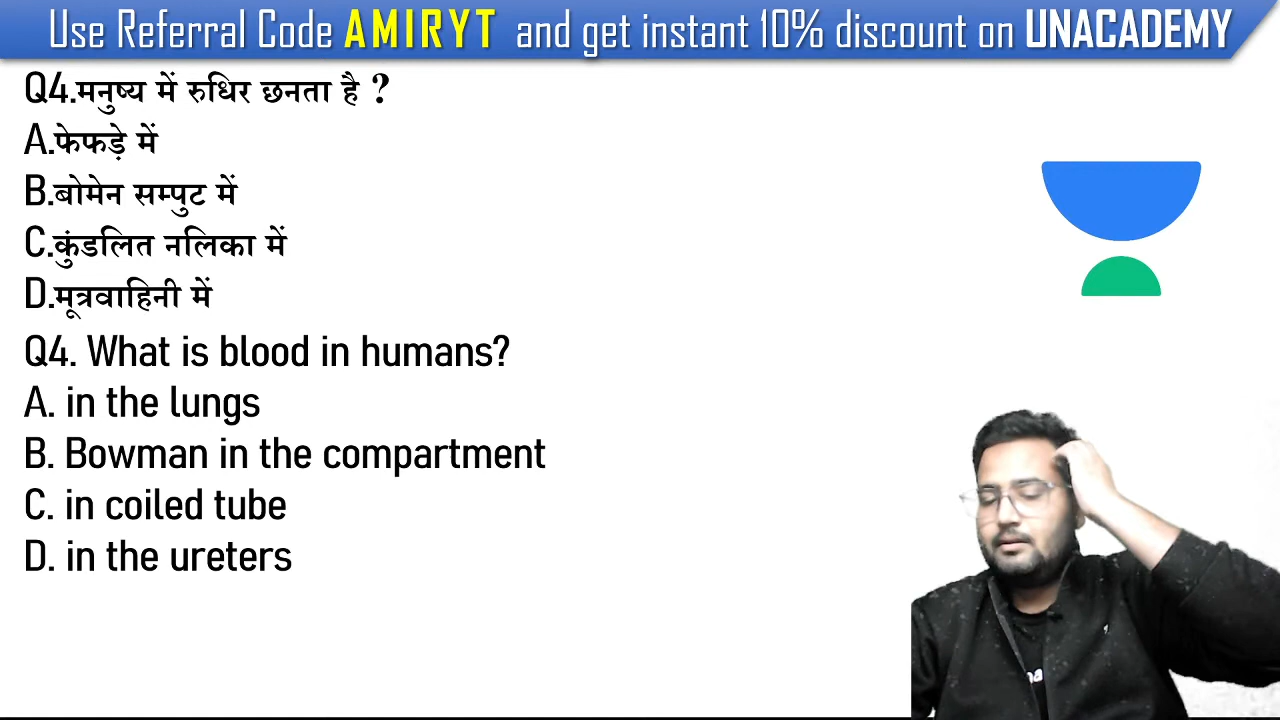 Use Referral Code AMIRYT and get instant 10% discount on UNACADEMY
Q4.मनुष्य में रुधिर छनता है ?
A.फेफड़े में
B.बोमेन सम्पुट में
C.कुंडलित नलिका में
D.मूत्रवाहिनी में
Q4. What is blood in humans?
A. in the lungs
B. Bowman in the compartment
C. in coiled tube
D. in the ureters